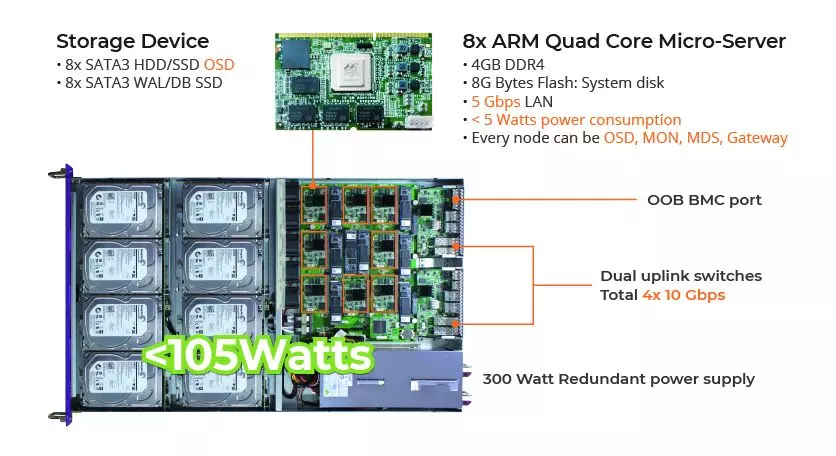 Storage Device
• 8x SATA3 HDD/SSD OSD
• 8x SATA3 WAL/DB SSD
8x ARM Quad Core Micro-Server
• 4GB DDR4
• 8G Bytes Flash: System disk
• 5 Gbps LAN
• < 5 Watts power consumption
• Every node can be OSD, MON, MDS, Gateway
OOB BMC port
Dual uplink switches
Total 4x 10 Gbps
<105Watts
300 Watt Redundant power supply